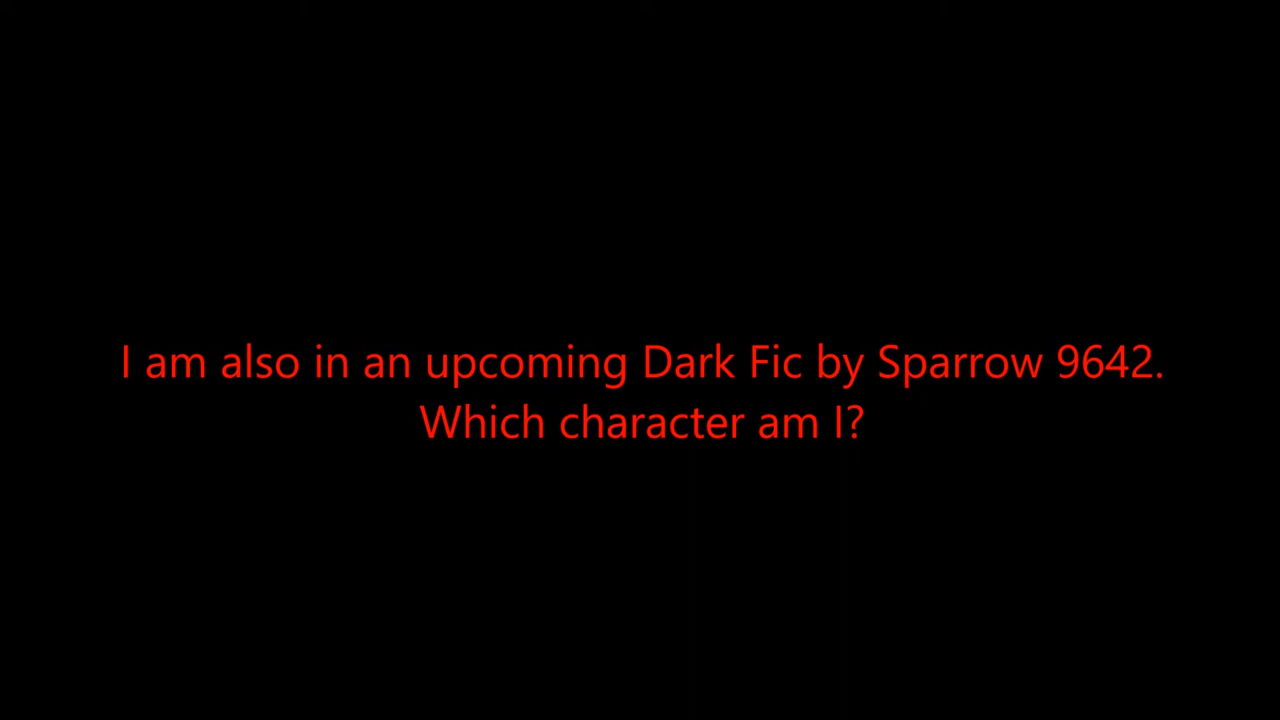 I am also in an upcoming Dark Fic by Sparrow 9642.
Which character am I?